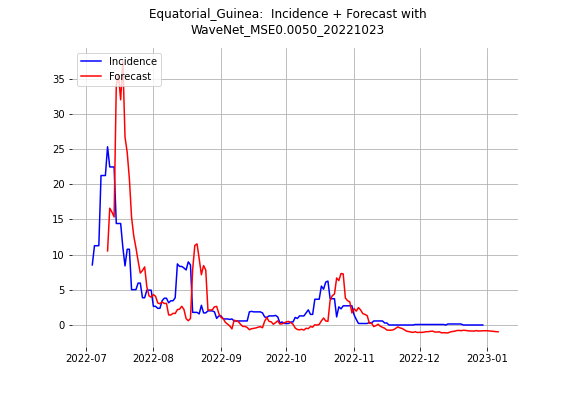 Equatorial_Guinea:  Incidence + Forecast with
WaveNet_MSE0.0050_20221023
Incidence
Forecast
35
30
25
20
15
10
5
0
2022-07 2022-08 2022-09 2022-10 2022-11 2022-12 2023-01